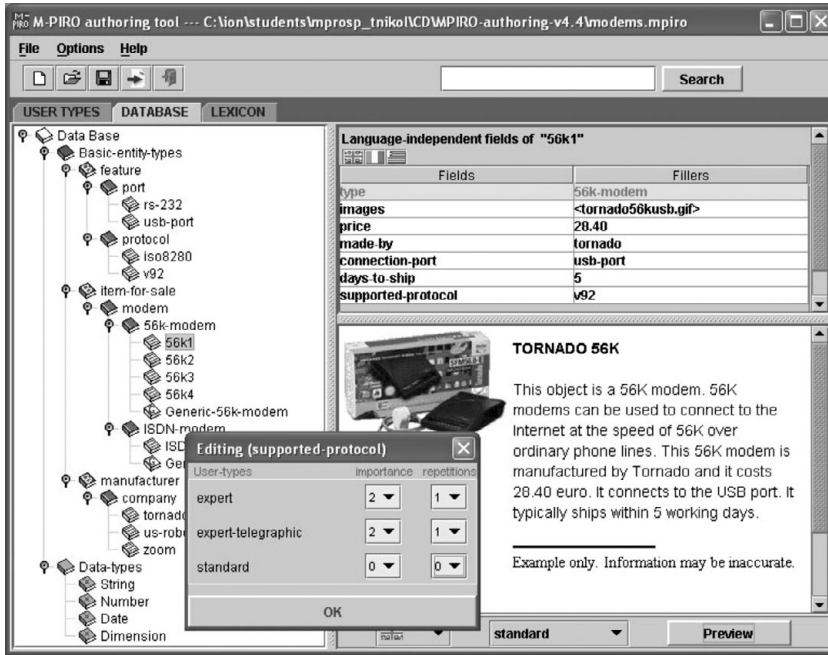 M-PIRO authoring tool --- C:\ion\students\mprosp_tnikol\CD\MPIRO-authoring-v4.4\modems.mpiro
File Options Help
Search
USER TYPES DATABASE LEXICON
Data Base
Basic-entity-types
feature
port
rs-232
usb-port
protocol
iso8280
v92
item-for-sale
modem
56k-modem
56k1
56k2
56k3
56k4
Generic-56k-modem
ISDN-modem
manufacturer
company
zoom
Data-types
String
Number
Date
Dimension
Language-independent fields of "56k1"
Fields Fillers
type 56k-modem
images <tornado56kusb.gif>
price 28.40
made-by tornado
connection-port usb-port
days-to-ship 5
supported-protocol v92
TORNADO 56K
This object is a 56K modem. 56K
modems can be used to connect to the
Internet at the speed of 56K over
ordinary phone lines. This 56K modem is
manufactured by Tornado and it costs
28.40 euro. It connects to the USB port. It
typically ships within 5 working days.
Example only. Information may be inaccurate.
Editing (supported-protocol)
User-types importance repetitions
expert 2 1
expert-telegraphic 2 1
standard 0 0
OK
standard
Preview